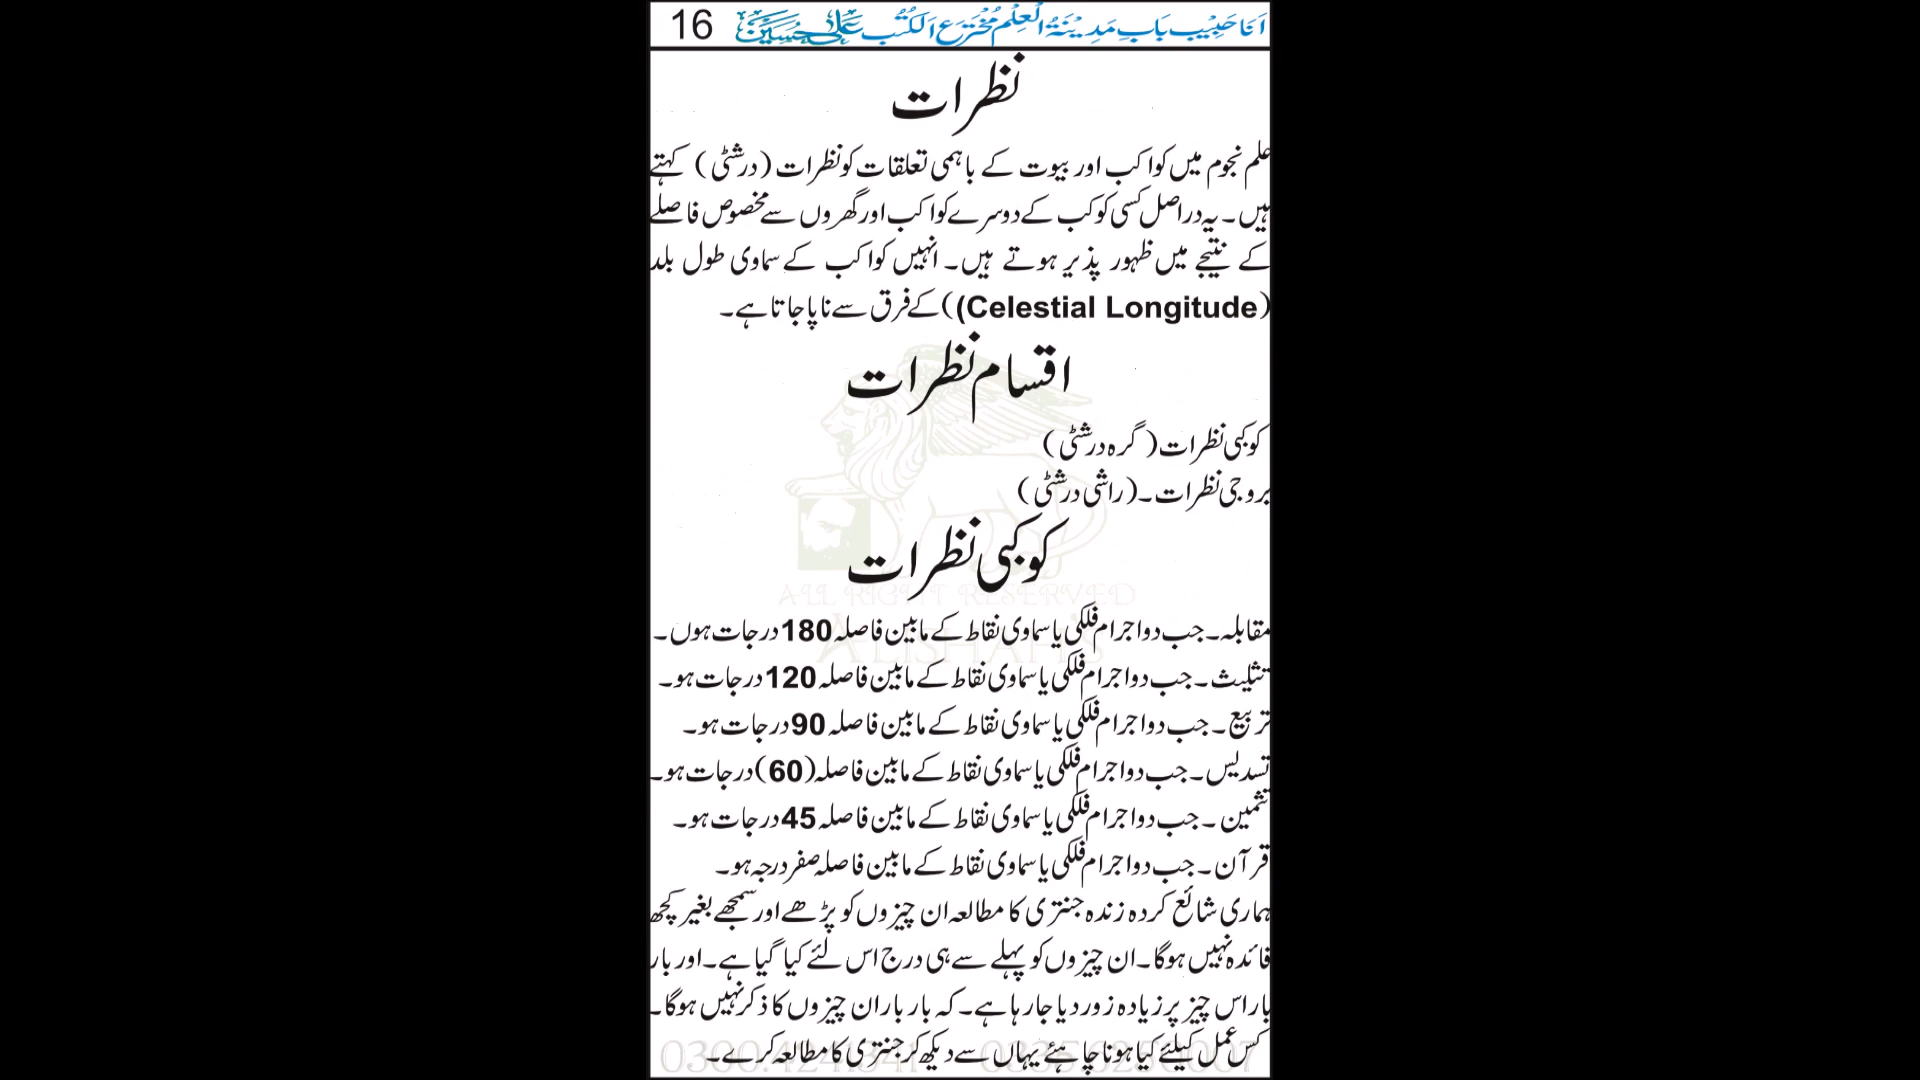 اَنَا حَبِیْب بَابِ مَدِیْنَۃُ الْعِلْم مُخْتَرَع اَلکُتُب عَلی حُسَیْن 16
نظرات
علم نجوم میں کواکب اور بیوت کے باہمی تعلقات کو نظرات (درشٹی) کہتے
ہیں۔ یہ دراصل کسی کوکب کے دوسرے کواکب اور گھروں سے مخصوص فاصلے
کے نتیجے میں ظہور پذیر ہوتے ہیں۔ انہیں کواکب کے سماوی طول بلد
(Celestial Longitude)) کے فرق سے ناپا جاتا ہے۔
اقسام نظرات
کوکبی نظرات (گرہ درشٹی)
بروجی نظرات۔ (راشی درشٹی)
کوکبی نظرات
ALL RIGHT RESERVED
مقابلہ۔ جب دو اجرام فلکی یا سماوی نقاط کے مابین فاصلہ 180 درجات ہوں۔
ALISHAH'S
تثلیث۔ جب دو اجرام فلکی یا سماوی نقاط کے مابین فاصلہ 120 درجات ہو۔
تربیع۔ جب دو اجرام فلکی یا سماوی نقاط کے مابین فاصلہ 90 درجات ہو۔
تسدیس۔ جب دو اجرام فلکی یا سماوی نقاط کے مابین فاصلہ (60) درجات ہو۔
تثمین۔ جب دو اجرام فلکی یا سماوی نقاط کے مابین فاصلہ 45 درجات ہو۔
قرآن۔ جب دو اجرام فلکی یا سماوی نقاط کے مابین فاصلہ صفر درجہ ہو۔
ہماری شائع کردہ زندہ جنتری کا مطالعہ ان چیزوں کو پڑھے اور سمجھے بغیر کچھ
فائدہ نہیں ہوگا۔ ان چیزوں کو پہلے سے ہی درج اس لئے کیا گیا ہے۔ اور بار
بار اس چیز پر زیادہ زور دیا جا رہا ہے۔ کہ بار بار ان چیزوں کا ذکر نہیں ہوگا۔
کس عمل کیلئے کیا ہونا چاہئے یہاں سے دیکھ کر جنتری کا مطالعہ کرے۔